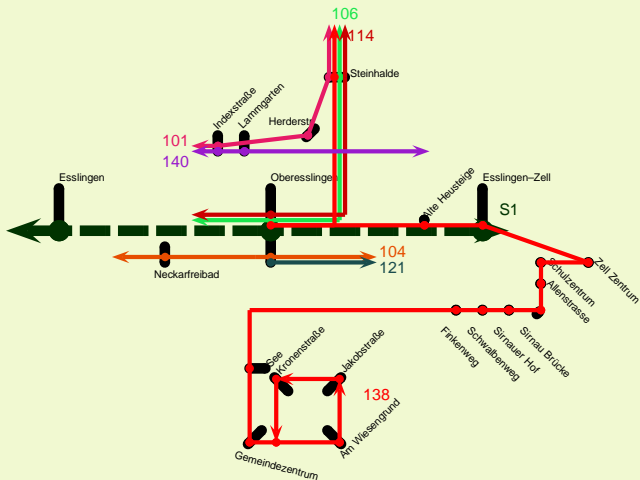 106
114
Steinhalde
Indexstraße
Lammgarten
Herderstr.
101
140
Esslingen
Oberesslingen
Alte Heusteige
Esslingen–Zell
S1
Neckarfreibad
104
121
Schulzentrum
Zell Zentrum
Allenstrasse
Finkenweg
Schwalbenweg
Sirnauer Hof
Sirnau Brücke
See
Kronenstraße
Jakobstraße
138
Gemeindezentrum
Am Wiesengrund